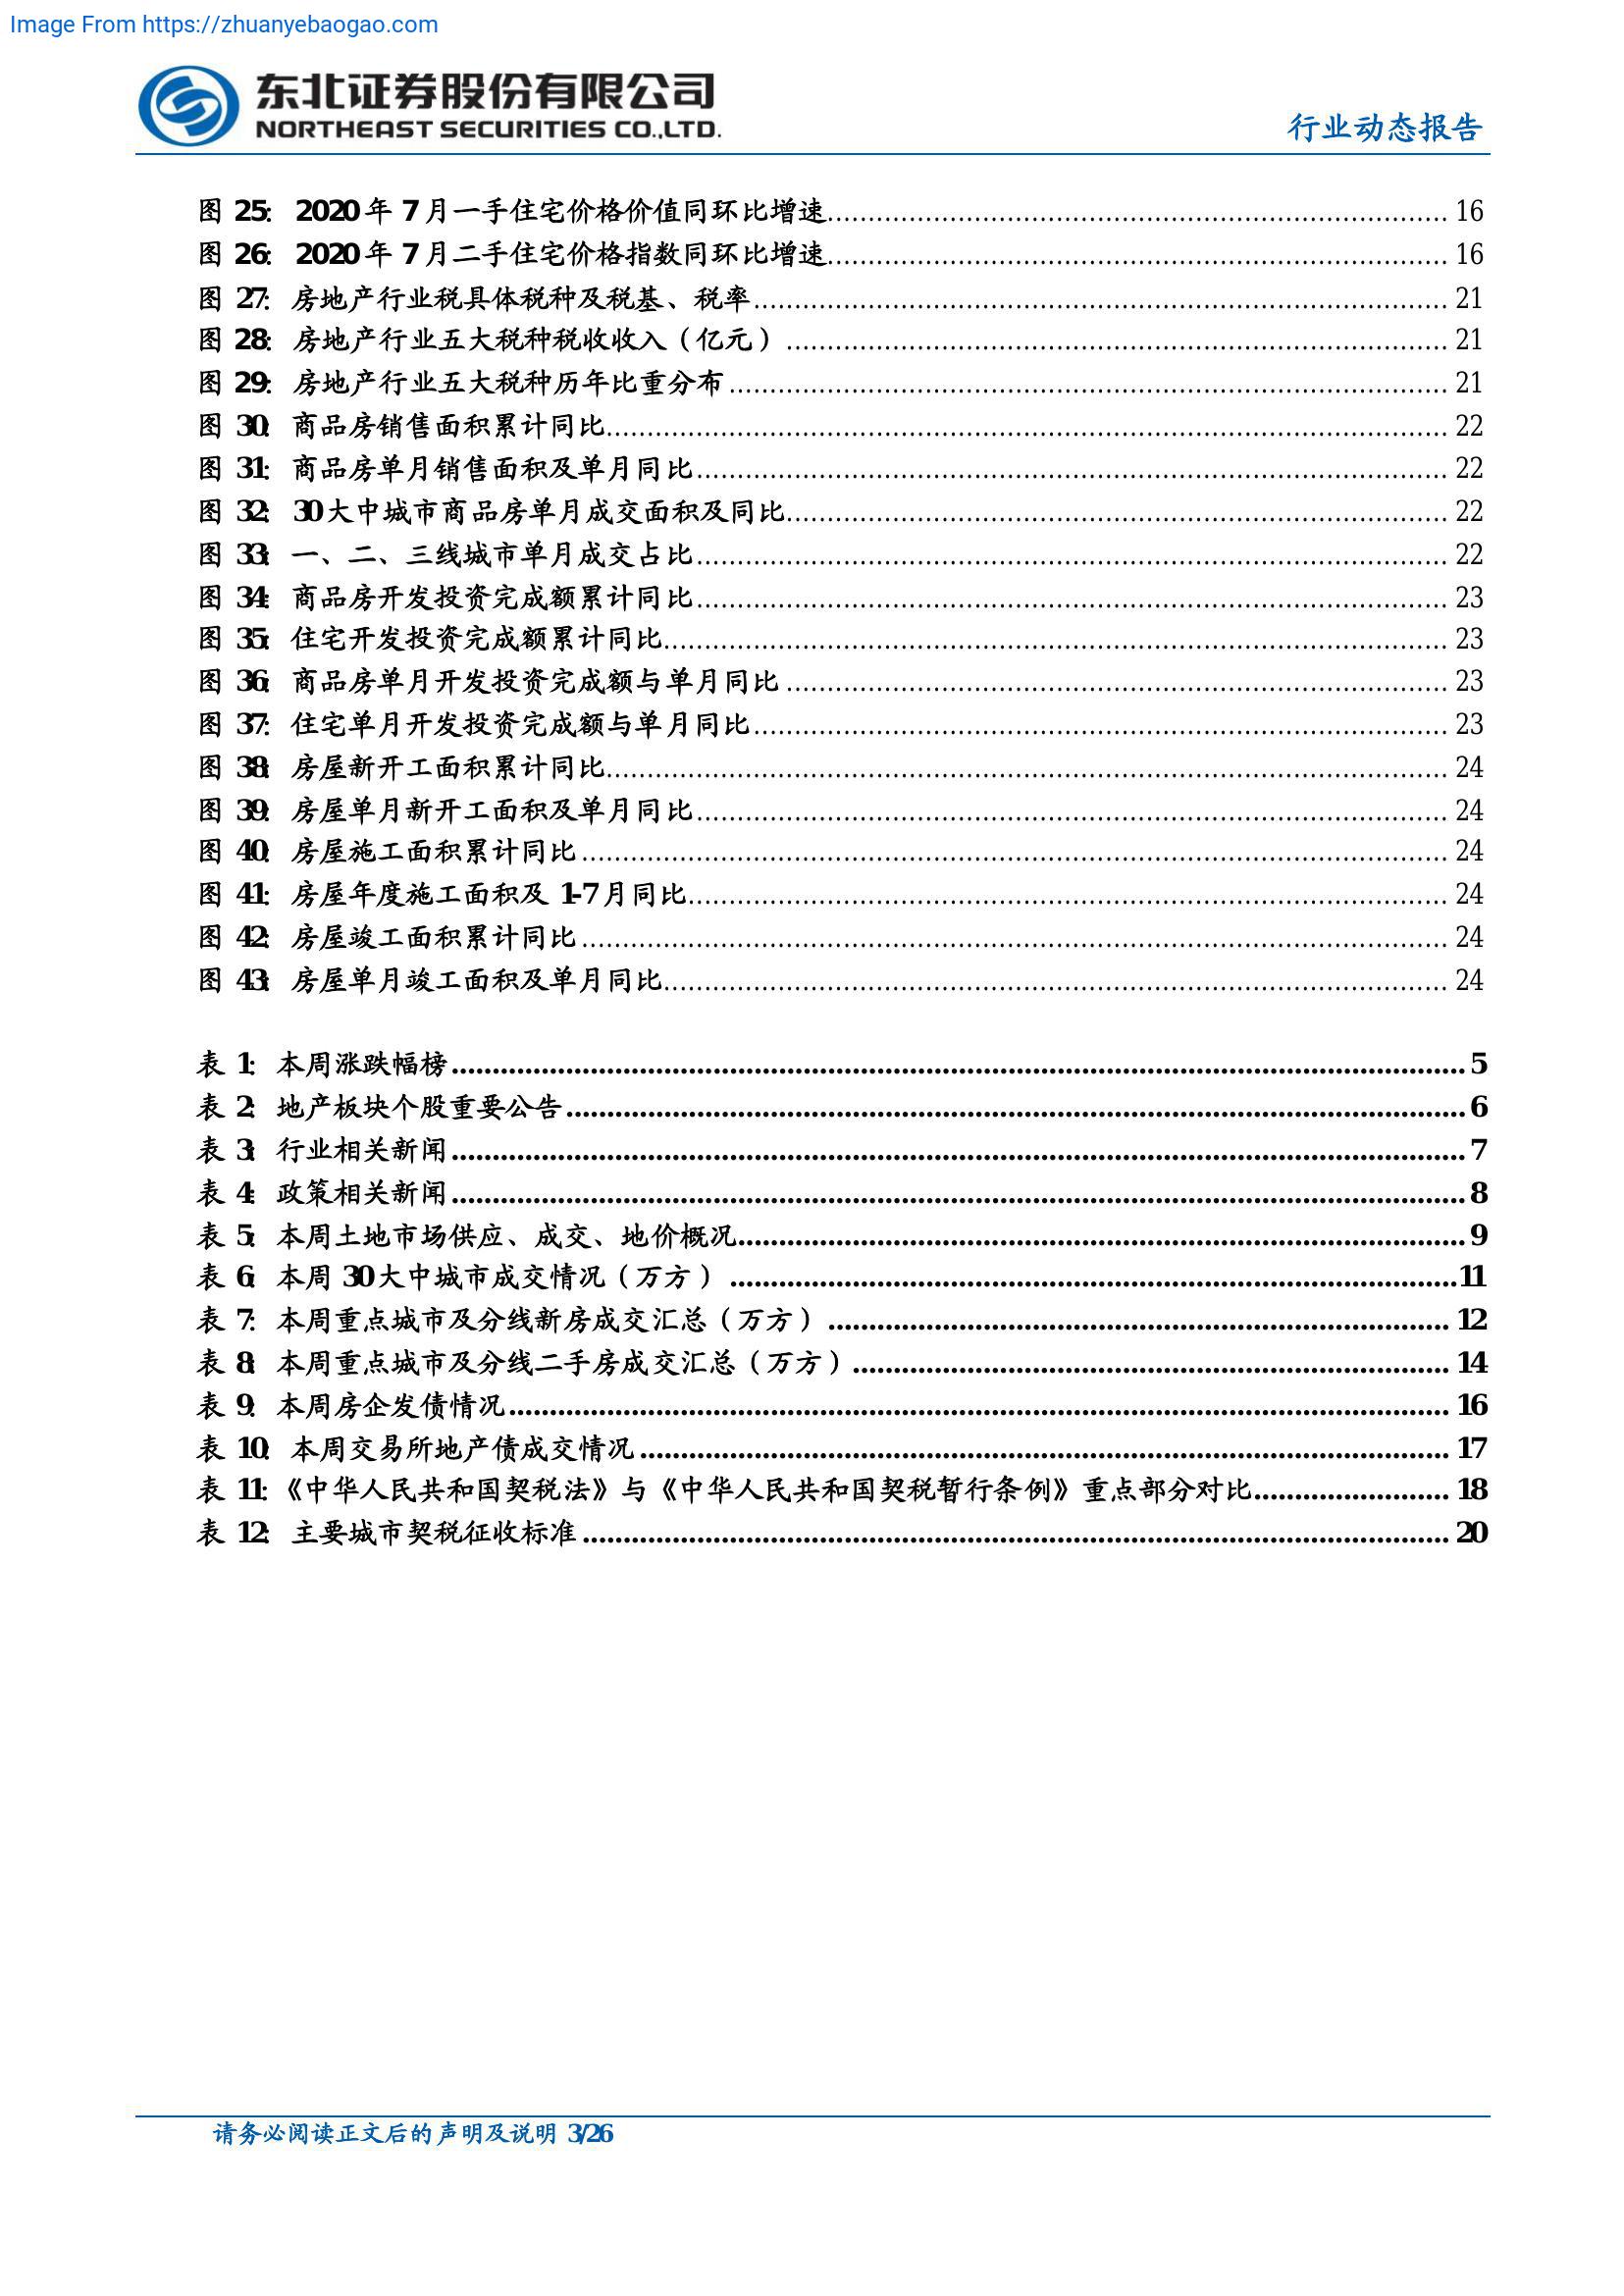 Image From https://zhuanyebaogao.com
东北证券股份有限公司
NORTHEAST SECURITIES CO.,LTD.
行业动态报告
图 25: 2020 年 7 月一手住宅价格价值同环比增速 16
图 26: 2020 年 7 月二手住宅价格指数同环比增速 16
图 27: 房地产行业税具体税种及税基、税率 21
图 28: 房地产行业五大税种税收收入（亿元） 21
图 29: 房地产行业五大税种历年比重分布 21
图 30: 商品房销售面积累计同比 22
图 31: 商品房单月销售面积及单月同比 22
图 32: 30 大中城市商品房单月成交面积及同比 22
图 33: 一、二、三线城市单月成交占比 22
图 34: 商品房开发投资完成额累计同比 23
图 35: 住宅开发投资完成额累计同比 23
图 36: 商品房单月开发投资完成额与单月同比 23
图 37: 住宅单月开发投资完成额与单月同比 23
图 38: 房屋新开工面积累计同比 24
图 39: 房屋单月新开工面积及单月同比 24
图 40: 房屋施工面积累计同比 24
图 41: 房屋年度施工面积及 1-7 月同比 24
图 42: 房屋竣工面积累计同比 24
图 43: 房屋单月竣工面积及单月同比 24
表 1: 本周涨跌幅榜 5
表 2: 地产板块个股重要公告 6
表 3: 行业相关新闻 7
表 4: 政策相关新闻 8
表 5: 本周土地市场供应、成交、地价概况 9
表 6: 本周 30 大中城市成交情况（万方） 11
表 7: 本周重点城市及分线新房成交汇总（万方） 12
表 8: 本周重点城市及分线二手房成交汇总（万方） 14
表 9: 本周房企发债情况 16
表 10: 本周交易所地产债成交情况 17
表 11:《中华人民共和国契税法》与《中华人民共和国契税暂行条例》重点部分对比 18
表 12: 主要城市契税征收标准 20
请务必阅读正文后的声明及说明 3/26